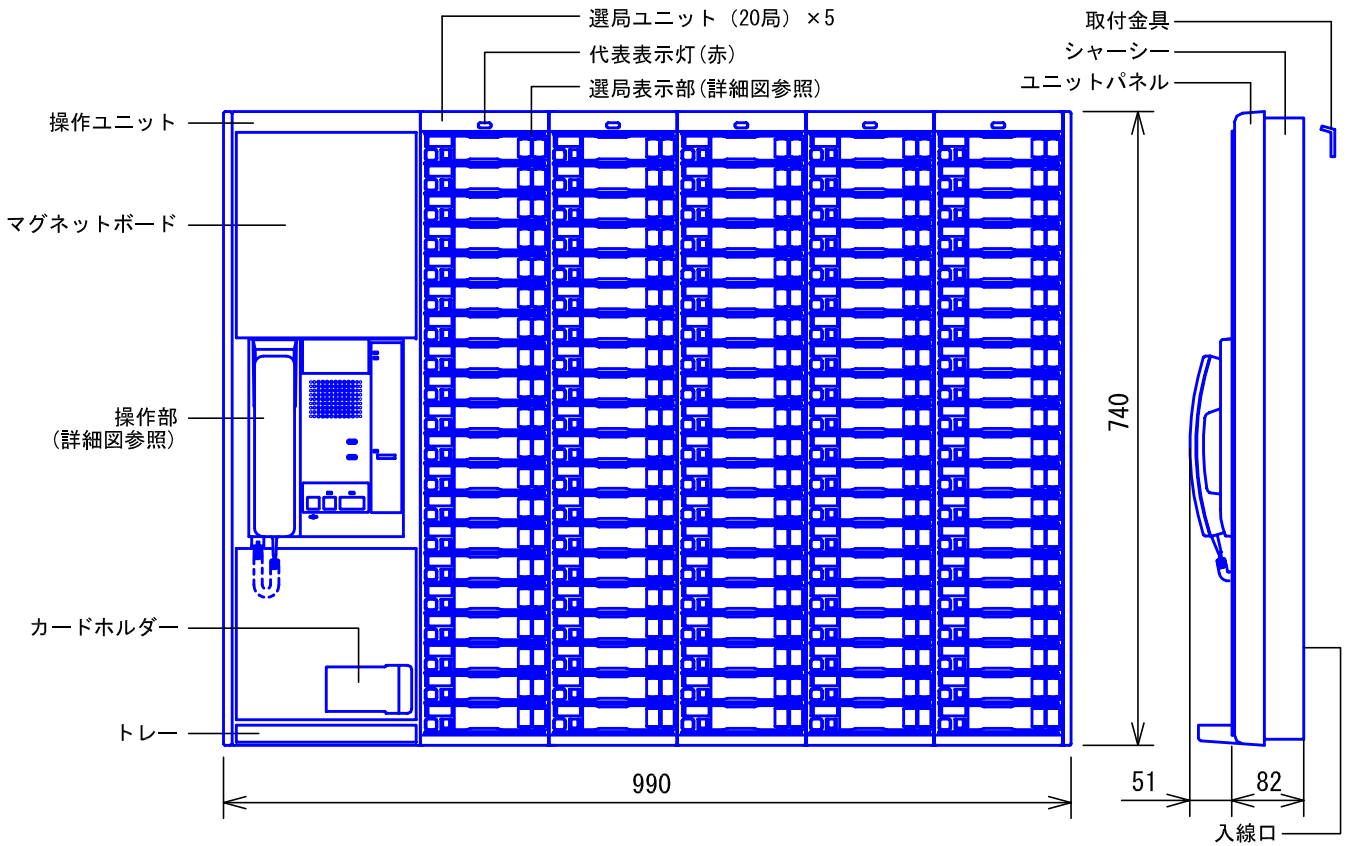 選局ユニット（20局）×5
代表表示灯(赤)
選局表示部(詳細図参照)
取付金具
シャーシー
ユニットパネル
操作ユニット
マグネットボード
操作部
(詳細図参照)
カードホルダー
トレー
740
990
51
82
入線口